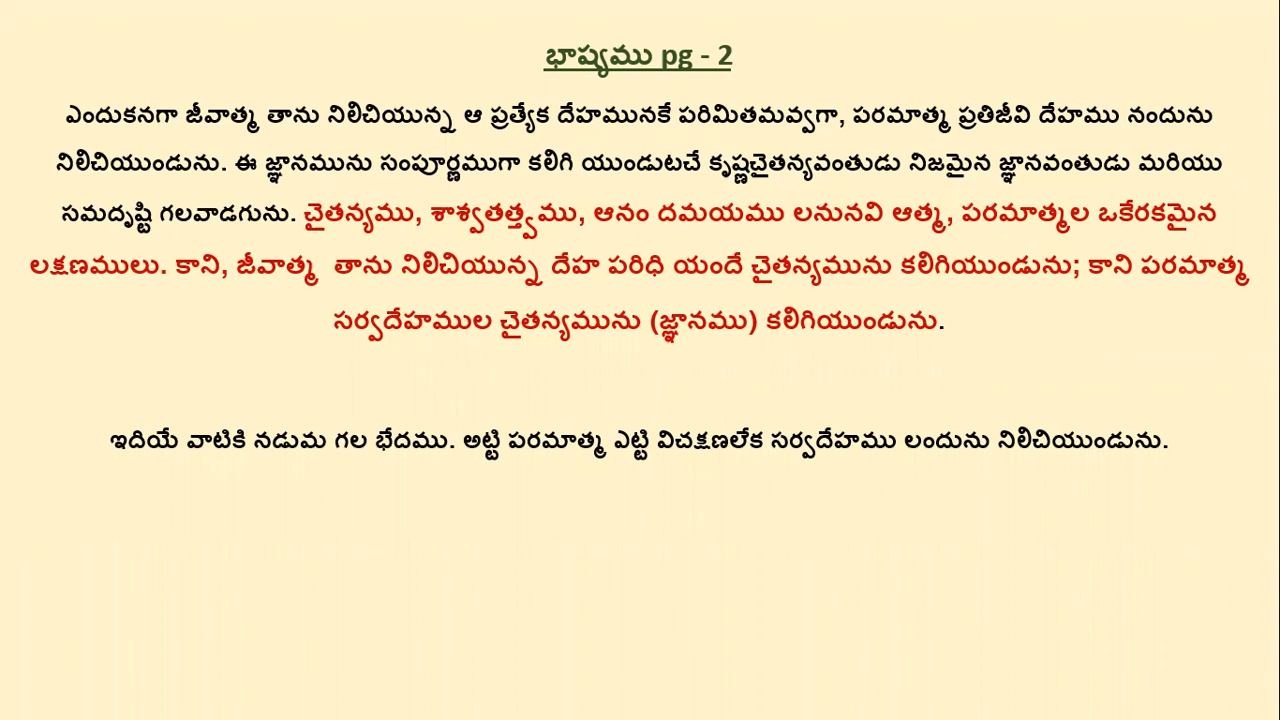 భాష్యము pg - 2
ఎందుకనగా జీవాత్మ తాను నిలిచియున్న ఆ ప్రత్యేక దేహమునకే పరిమితమవ్వగా, పరమాత్మ ప్రతిజీవి దేహము నందును
నిలిచియుండును. ఈ జ్ఞానమును సంపూర్ణముగా కలిగి యుండుటచే కృష్ణచైతన్యవంతుడు నిజమైన జ్ఞానవంతుడు మరియు
సమదృష్టి గలవాడగును. చైతన్యము, శాశ్వతత్త్వము, ఆనం దమయము లనునవి ఆత్మ, పరమాత్మల ఒకేరకమైన
లక్షణములు. కాని, జీవాత్మ తాను నిలిచియున్న దేహ పరిధి యందే చైతన్యమును కలిగియుండును; కాని పరమాత్మ
సర్వదేహముల చైతన్యమును (జ్ఞానము) కలిగియుండును.
ఇదియే వాటికి నడుమ గల భేదము. అట్టి పరమాత్మ ఎట్టి విచక్షణలేక సర్వదేహము లందును నిలిచియుండును.